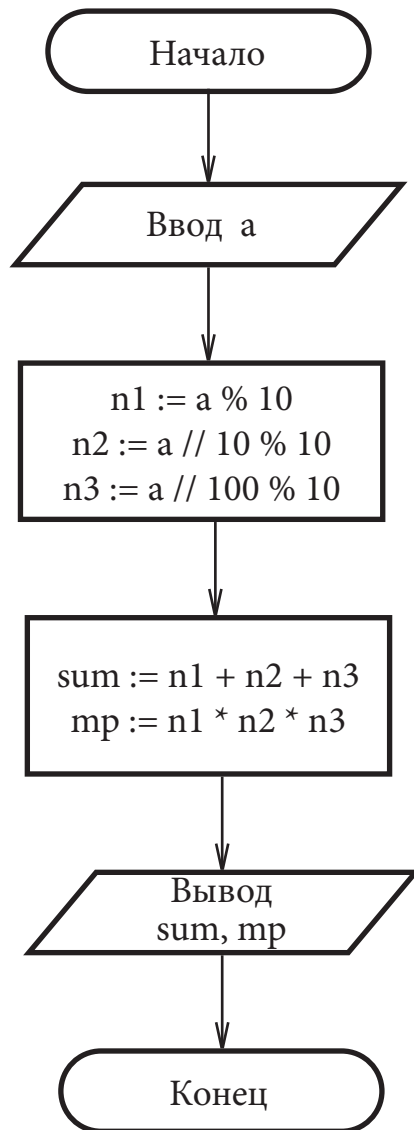 Начало
Ввод а
n1 := a % 10
n2 := a // 10 % 10
n3 := a // 100 % 10
sum := n1 + n2 + n3
mp := n1 * n2 * n3
Вывод
sum, mp
Конец